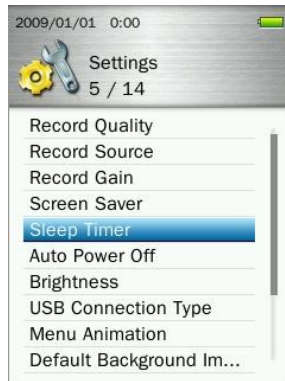 2009/01/01 0:00
Settings
5 / 14
Record Quality
Record Source
Record Gain
Screen Saver
Sleep Timer
Auto Power Off
Brightness
USB Connection Type
Menu Animation
Default Background Im...